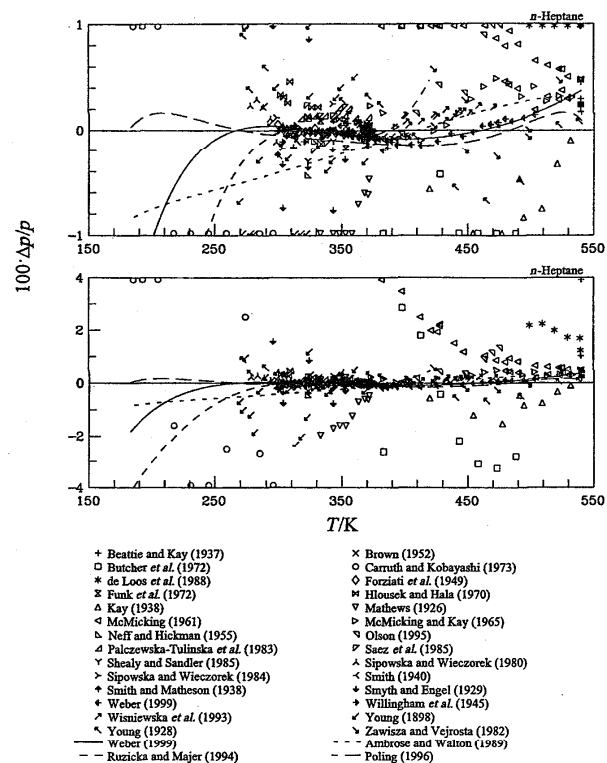 n-Heptane
1
0
-1
150
250
350
450
550
100·Δp/p
n-Heptane
4
2
0
-2
-4
150
250
350
450
550
T/K
Beattie and Kay (1937)
Butcher et al. (1972)
de Loos et al. (1988)
Funk et al. (1972)
Kay (1938)
McMicking (1961)
Neff and Hickman (1955)
Palczewska-Tulinska et al. (1983)
Shealy and Sandler (1985)
Sipowska and Wieczorek (1984)
Smith and Matheson (1938)
Weber (1999)
Wisniewska et al. (1993)
Young (1928)
Weber (1999)
Ruzicka and Majer (1994)
Brown (1952)
Carruth and Kobayashi (1973)
Forziati et al. (1949)
Hlousek and Hala (1970)
Mathews (1926)
McMicking and Kay (1965)
Olson (1995)
Saez et al. (1985)
Sipowska and Wieczorek (1980)
Smith (1940)
Smyth and Engel (1929)
Willingham et al. (1945)
Young (1898)
Zawisza and Vejrosta (1982)
Ambrose and Walton (1989)
Poling (1996)